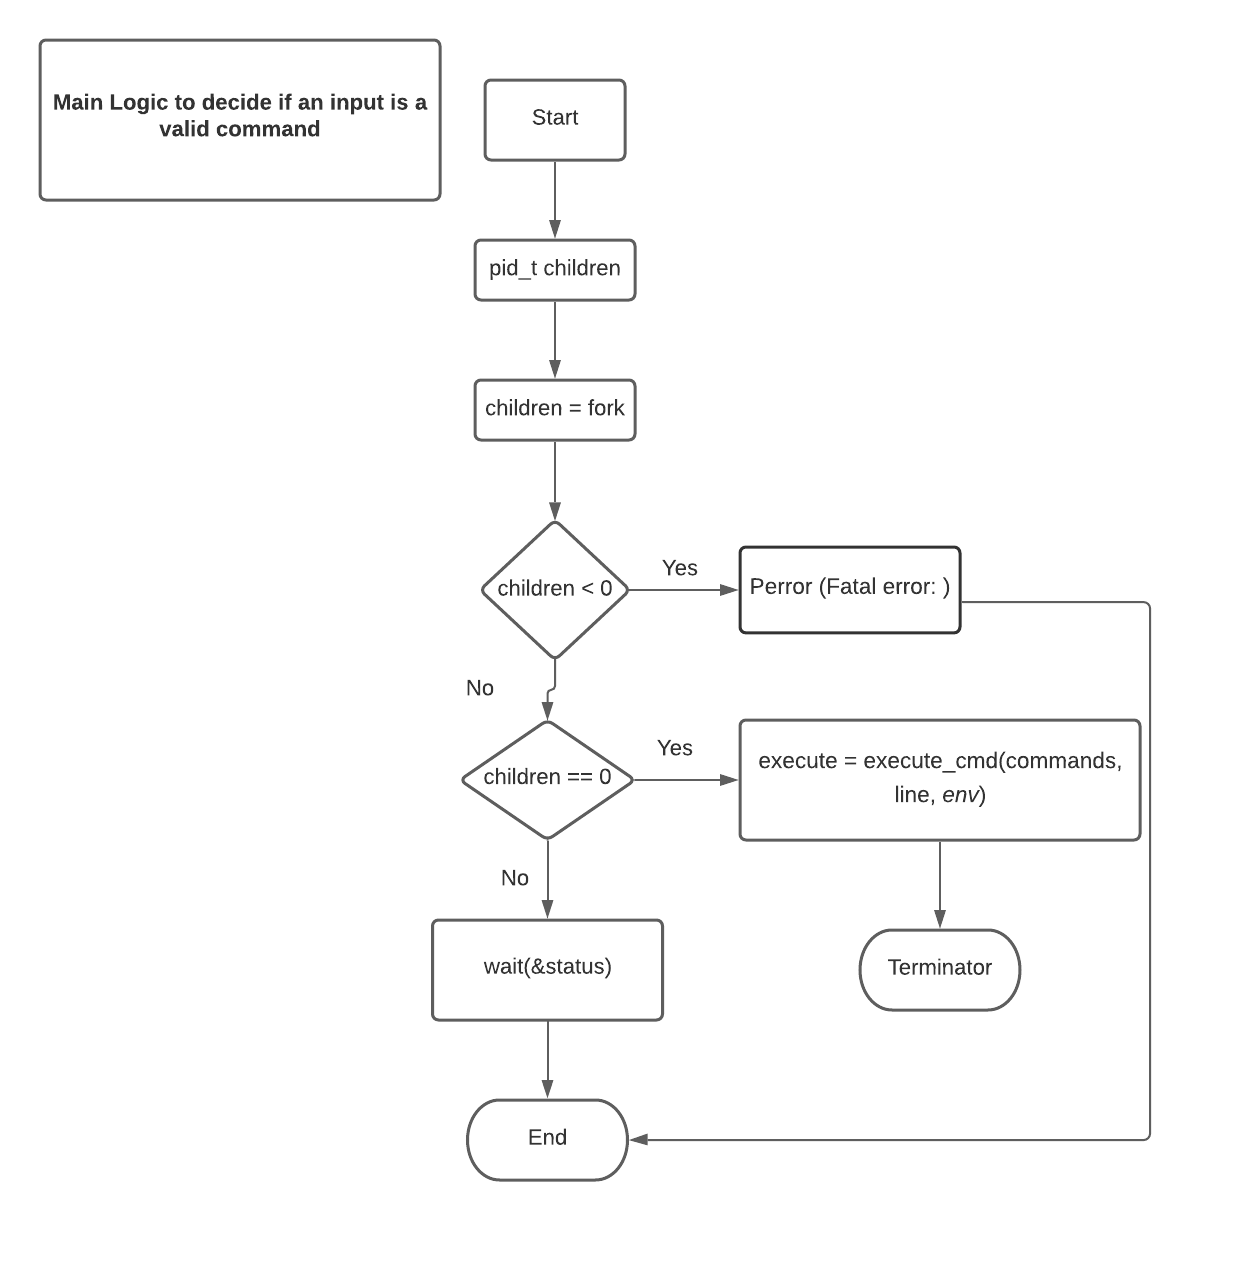 Main Logic to decide if an input is a
valid command
Start
pid_t children
children = fork
children < 0
Yes
Perror (Fatal error: )
No
children == 0
Yes
execute = execute_cmd(commands,
line, env)
No
wait(&status)
Terminator
End